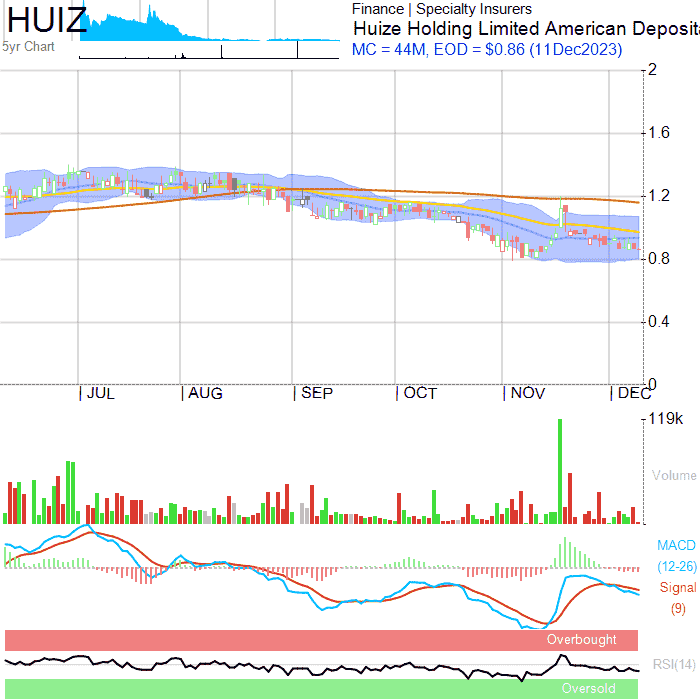 HUIZ
5yr Chart
Finance | Specialty Insurers
Huize Holding Limited American Deposit
MC = 44M, EOD = $0.86 (11Dec2023)
2
1.6
1.2
0.8
0.4
0
JUL AUG SEP OCT NOV DEC
119k
Volume
MACD
(12-26)
Signal
(9)
Overbought
RSI(14)
Oversold